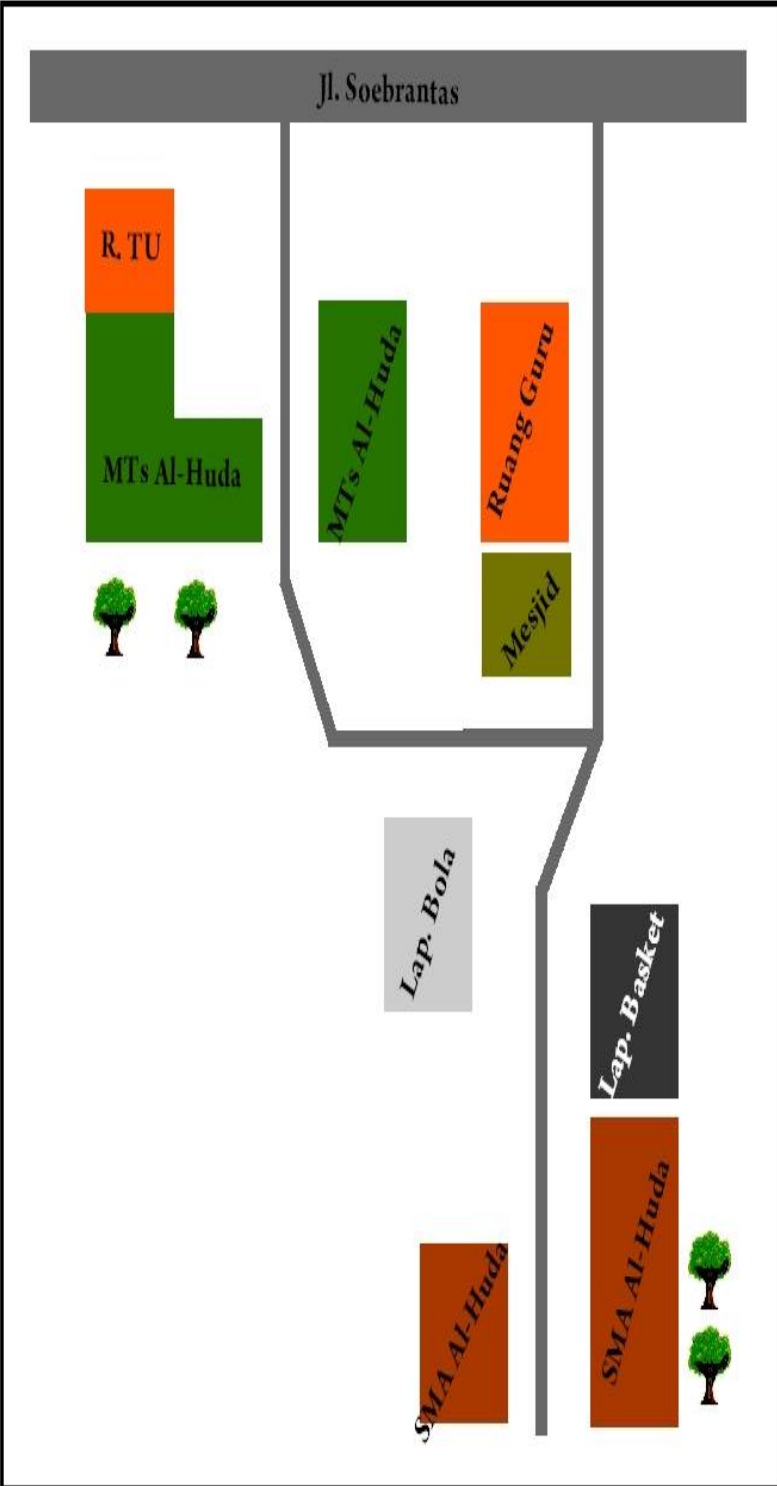 Jl. Soebrantas
R. TU
MTs Al-Huda
MTs Al-Huda
Ruang Guru
Mesjid
Lap. Bola
Lap. Basket
SMA Al-Huda
SMA Al-Huda